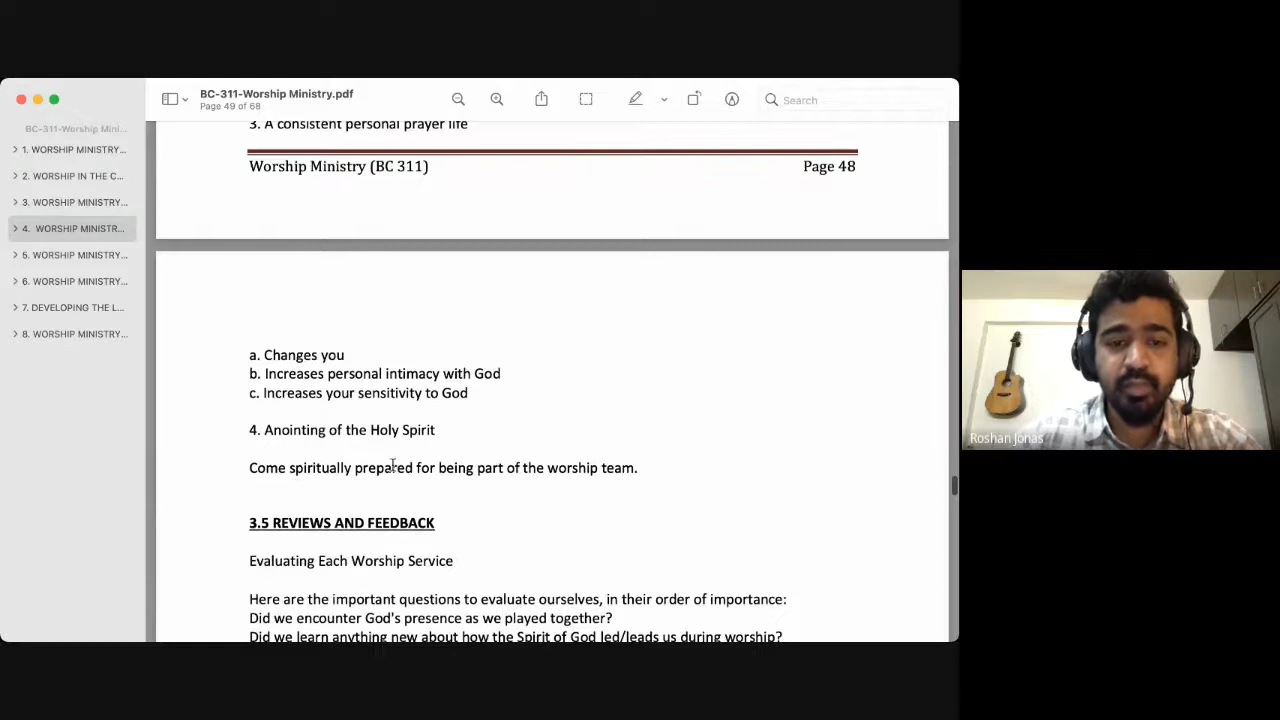 BC-311-Worship Ministry.pdf
Page 49 of 68
Search
BC-311-Worship Mini...
1. WORSHIP MINISTRY...
2. WORSHIP IN THE C...
3. WORSHIP MINISTRY...
4. WORSHIP MINISTR...
5. WORSHIP MINISTRY...
6. WORSHIP MINISTRY...
7. DEVELOPING THE L...
8. WORSHIP MINISTRY...
3. A consistent personal prayer life
Worship Ministry (BC 311) Page 48
a. Changes you
b. Increases personal intimacy with God
c. Increases your sensitivity to God
4. Anointing of the Holy Spirit
Come spiritually prepared for being part of the worship team.
3.5 REVIEWS AND FEEDBACK
Evaluating Each Worship Service
Here are the important questions to evaluate ourselves, in their order of importance:
Did we encounter God's presence as we played together?
Did we learn anything new about how the Spirit of God led/leads us during worship?
Roshan Jonas